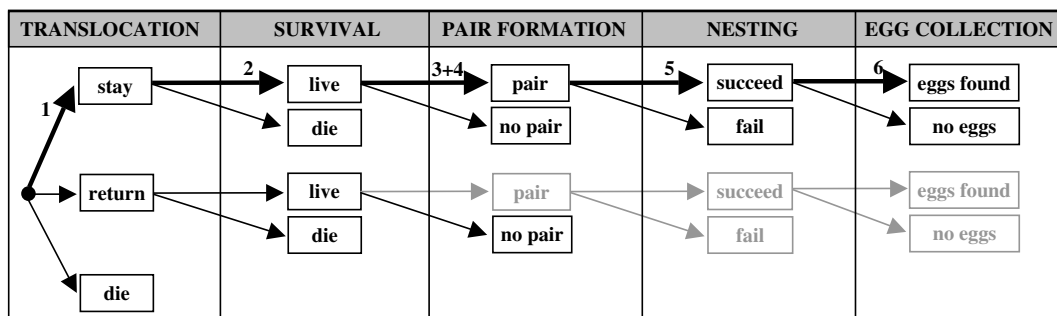 TRANSLOCATION SURVIVAL PAIR FORMATION NESTING EGG COLLECTION
1 stay 2 live 3+4 pair 5 succeed 6 eggs found
die no pair fail no eggs
return live pair succeed eggs found
die no pair fail no eggs
die